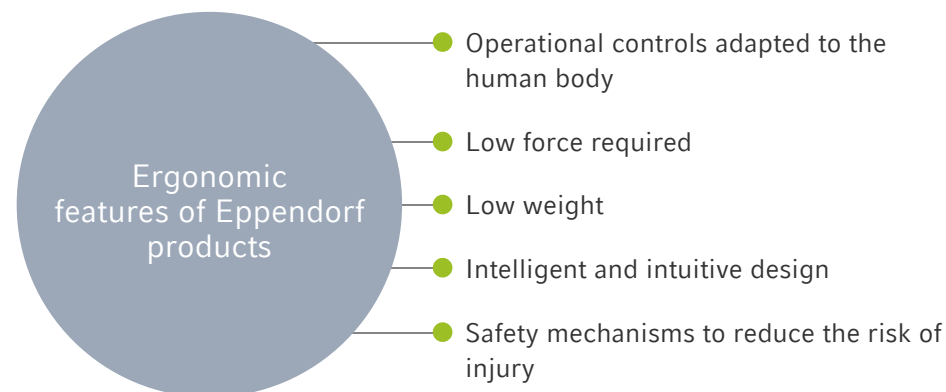 Ergonomic
features of Eppendorf
products
Operational controls adapted to the
human body
Low force required
Low weight
Intelligent and intuitive design
Safety mechanisms to reduce the risk of
injury